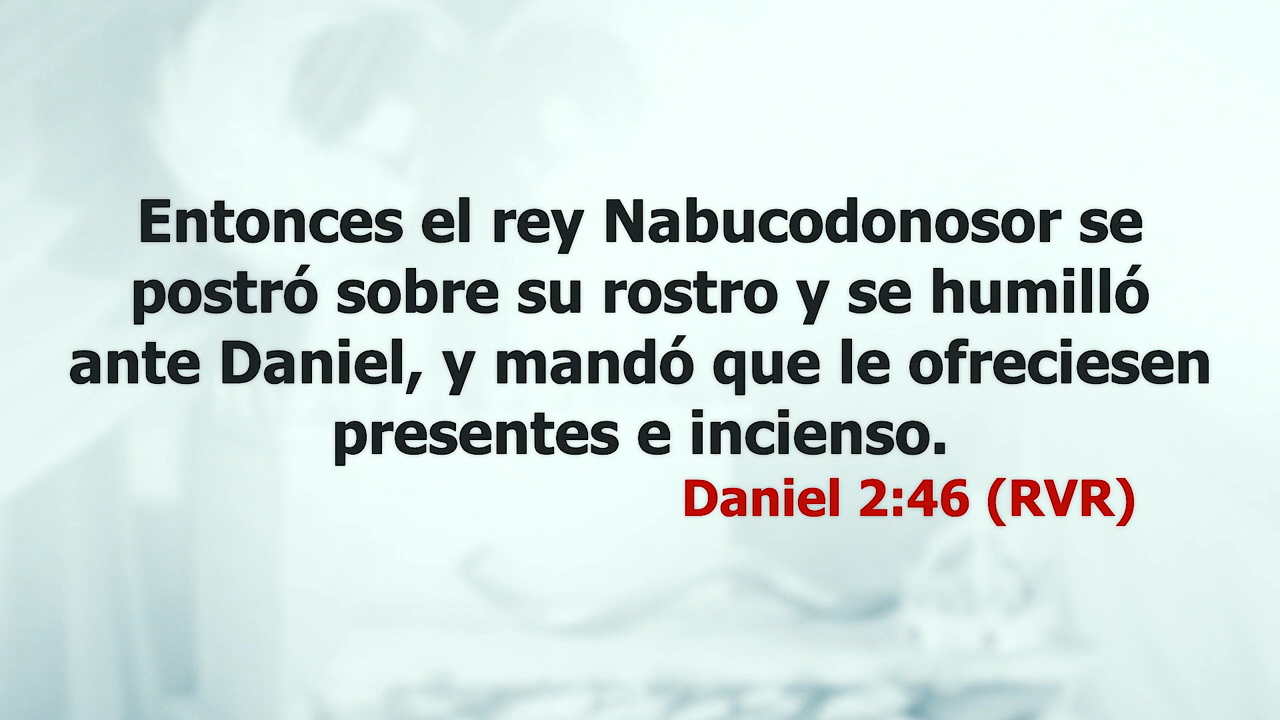 Entonces el rey Nabucodonosor se
postró sobre su rostro y se humilló
ante Daniel, y mandó que le ofreciesen
presentes e incienso.
Daniel 2:46 (RVR)